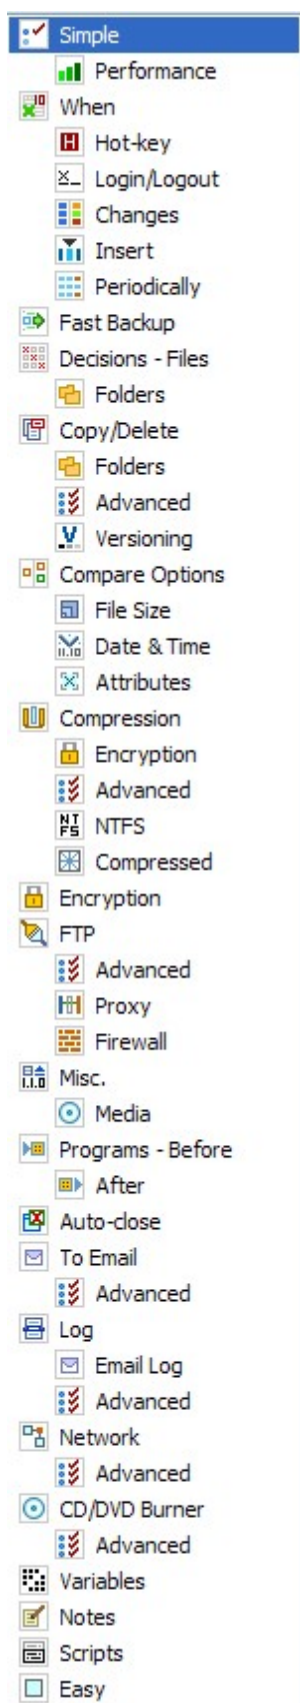 Simple
Performance
When
Hot-key
Login/Logout
Changes
Insert
Periodically
Fast Backup
Decisions - Files
Folders
Copy/Delete
Folders
Advanced
Versioning
Compare Options
File Size
Date & Time
Attributes
Compression
Encryption
Advanced
NTFS
Compressed
Encryption
FTP
Advanced
Proxy
Firewall
Misc.
Media
Programs - Before
After
Auto-close
To Email
Advanced
Log
Email Log
Advanced
Network
Advanced
CD/DVD Burner
Advanced
Variables
Notes
Scripts
Easy